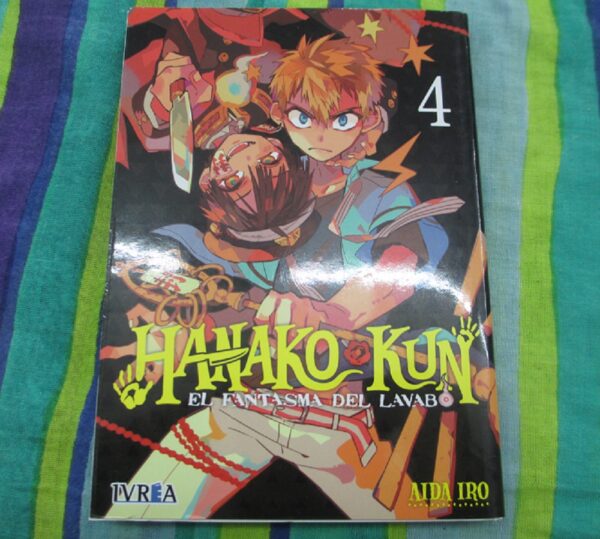 4
HANAKO KUN
EL FANTASMA DEL LAVABO
IVREA
AIDA IRO